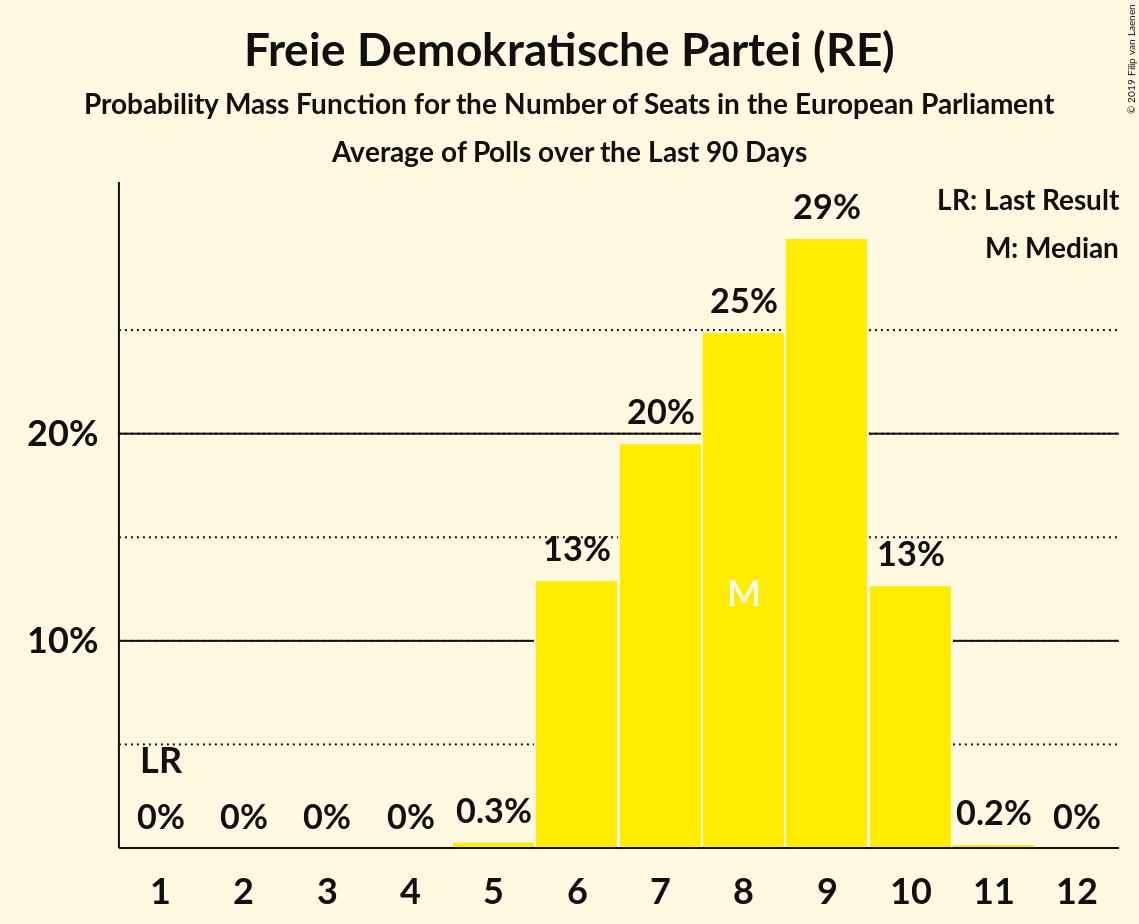 Freie Demokratische Partei (RE)
Probability Mass Function for the Number of Seats in the European Parliament
Average of Polls over the Last 90 Days
© 2019 Filip van Laenen
LR: Last Result
M: Median
29%
25%
20%
20%
13%
13%
M
10%
LR
0%
0%
0%
0%
0.3%
0.2%
0%
1 2 3 4 5 6 7 8 9 10 11 12